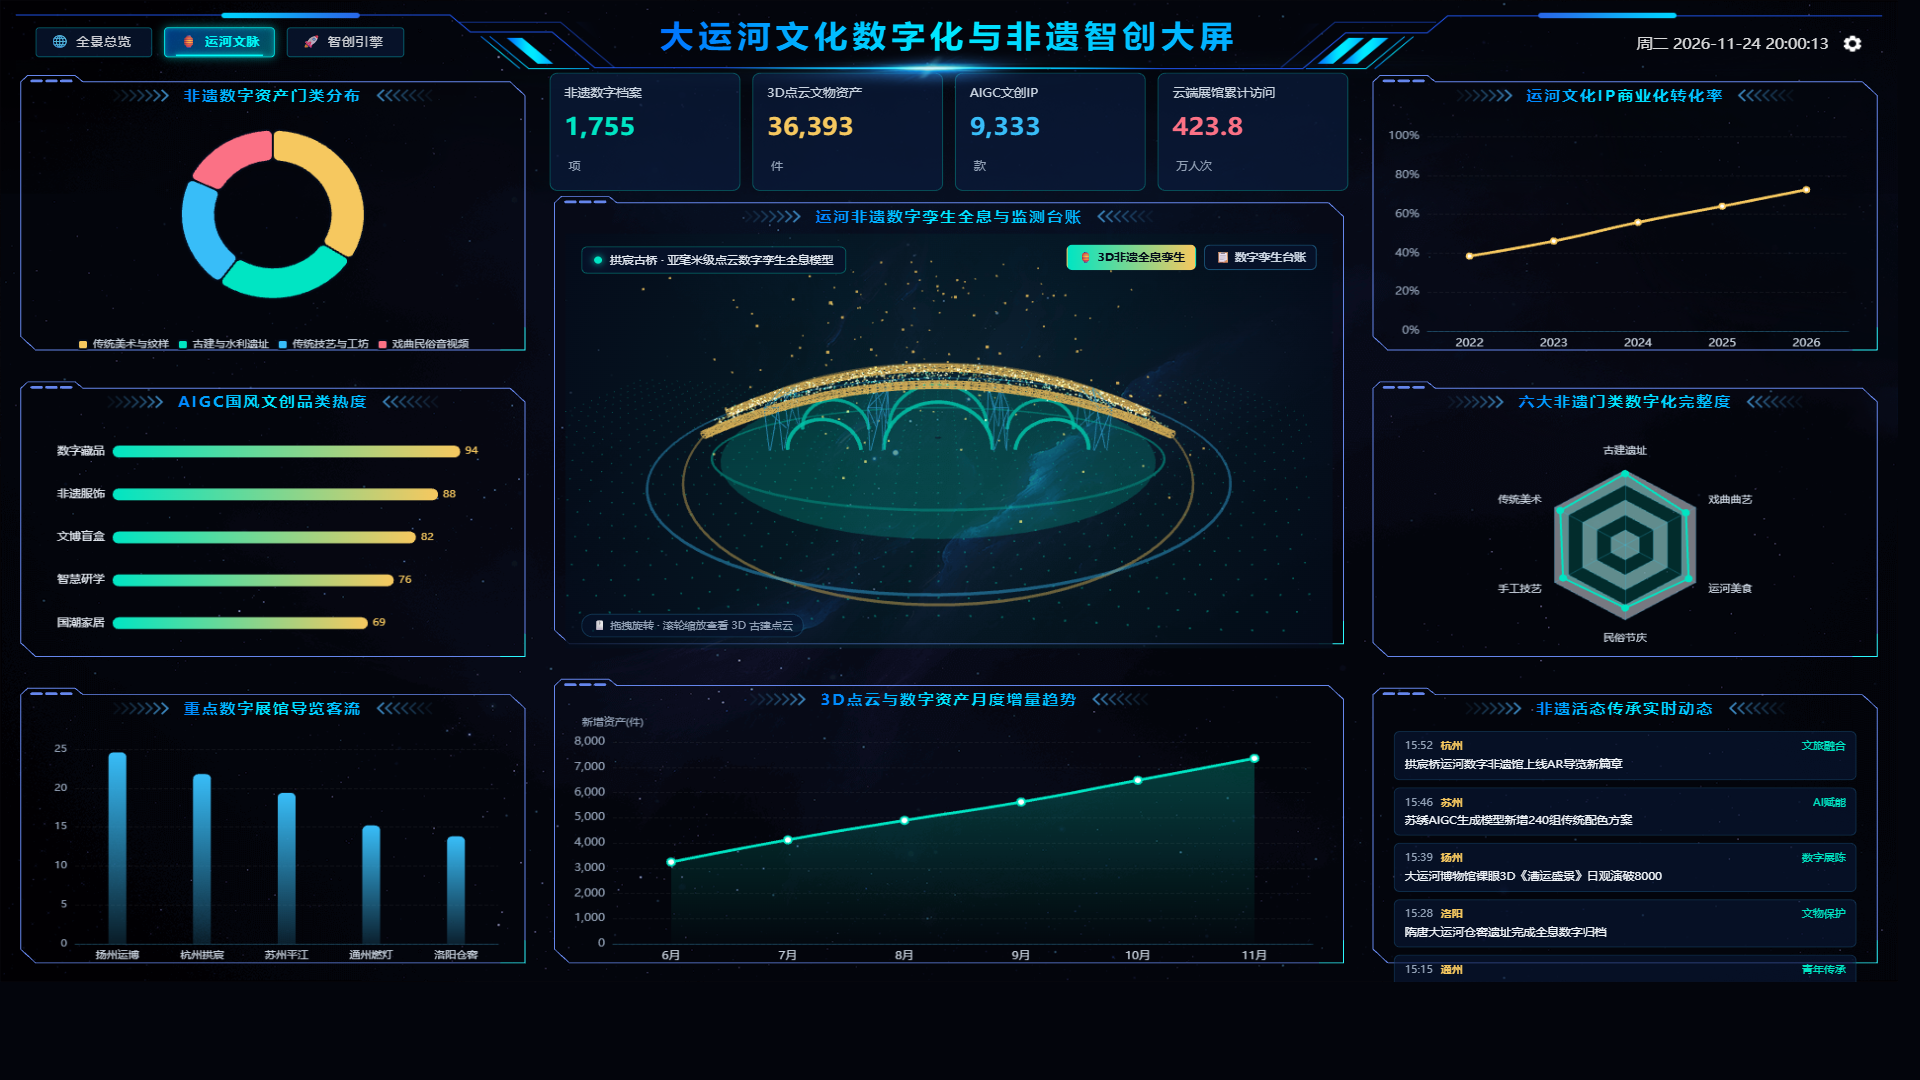 全景总览
运河文脉
智创引擎
大运河文化数字化与非遗智创大屏
周二 2026-11-24 20:00:13
非遗数字资产门类分布
传统美术与纹样
古建与水利遗址
传统技艺与工坊
戏曲民俗音视频
AIGC国风文创品类热度
数字藏品 94
非遗服饰 88
文博盲盒 82
智慧研学 76
国潮家居 69
重点数字展馆导览客流
25
20
15
10
5
0
扬州运博
杭州拱宸
苏州平江
通州燃灯
洛阳仓窖
非遗数字档案
1,755
项
3D点云文物资产
36,393
件
AIGC文创IP
9,333
款
云端展馆累计访问
423.8
万人次
运河非遗数字孪生全息与监测台账
拱宸古桥 · 亚毫米级点云数字孪生全息模型
3D非遗全息孪生
数字孪生台账
拖拽旋转 · 滚轮缩放查看 3D 古建点云
3D点云与数字资产月度增量趋势
新增资产(件)
8,000
7,000
6,000
5,000
4,000
3,000
2,000
1,000
0
6月
7月
8月
9月
10月
11月
运河文化IP商业化转化率
100%
80%
60%
40%
20%
0%
2022
2023
2024
2025
2026
六大非遗门类数字化完整度
古建遗址
传统美术
戏曲曲艺
手工技艺
运河美食
民俗节庆
非遗活态传承实时动态
15:52 杭州 文旅融合
拱宸桥运河数字非遗馆上线AR导览新篇章
15:46 苏州 AI赋能
苏绣AIGC生成模型新增240组传统配色方案
15:39 扬州 数字展陈
大运河博物馆裸眼3D《漕运盛景》日观演破8000
15:28 洛阳 文物保护
隋唐大运河仓窖遗址完成全息数字归档
15:15 通州 青年传承